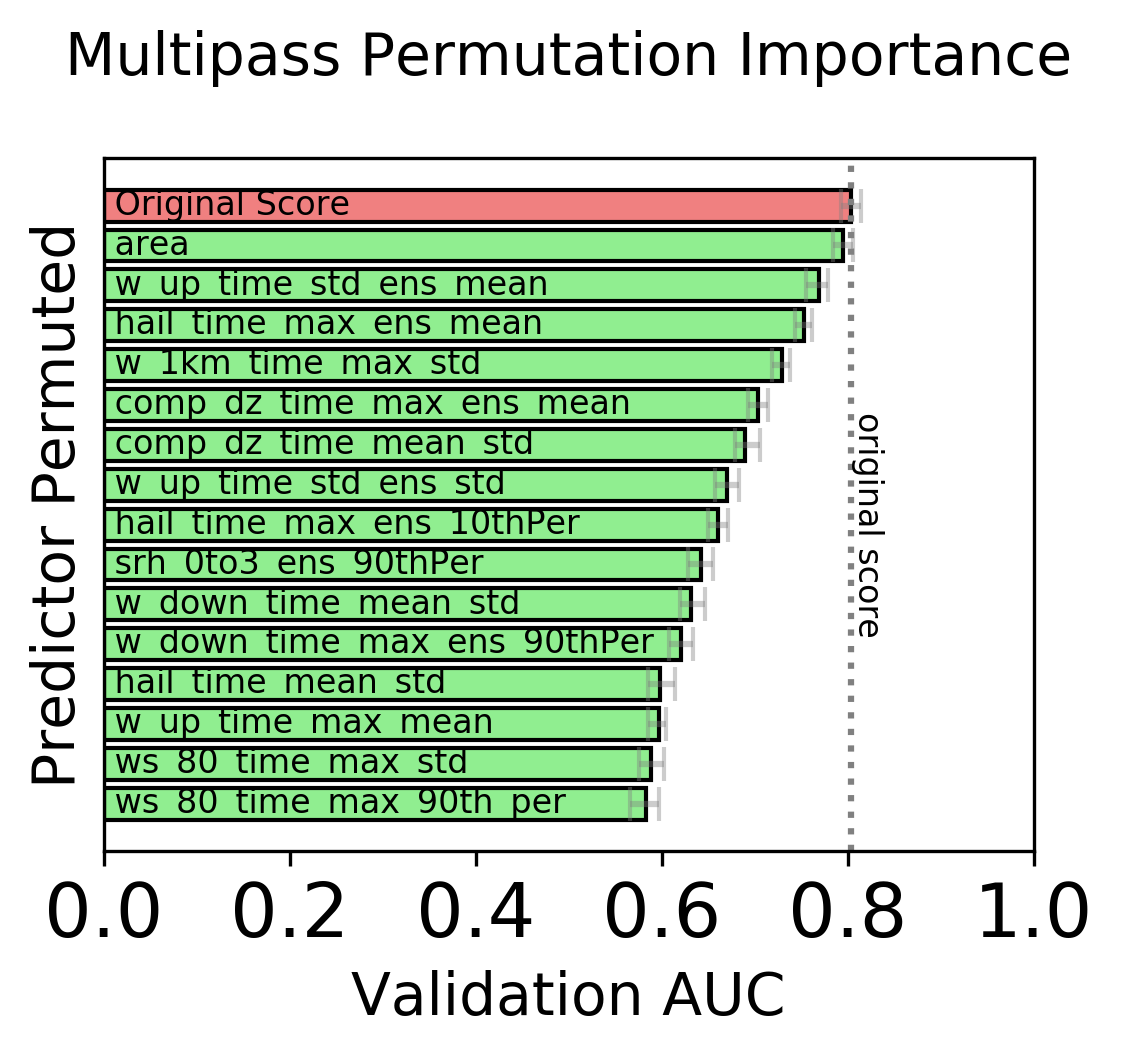 Multipass Permutation Importance
Predictor Permuted
Original Score
area
w_up_time_std_ens_mean
hail_time_max_ens_mean
w_1km_time_max_std
comp_dz_time_max_ens_mean
comp_dz_time_mean_std
w_up_time_std_ens_std
hail_time_max_ens_10thPer
srh_0to3_ens_90thPer
w_down_time_mean_std
w_down_time_max_ens_90thPer
hail_time_mean_std
w_up_time_max_mean
ws_80_time_max_std
ws_80_time_max_90th_per
original score
0.0 0.2 0.4 0.6 0.8 1.0
Validation AUC